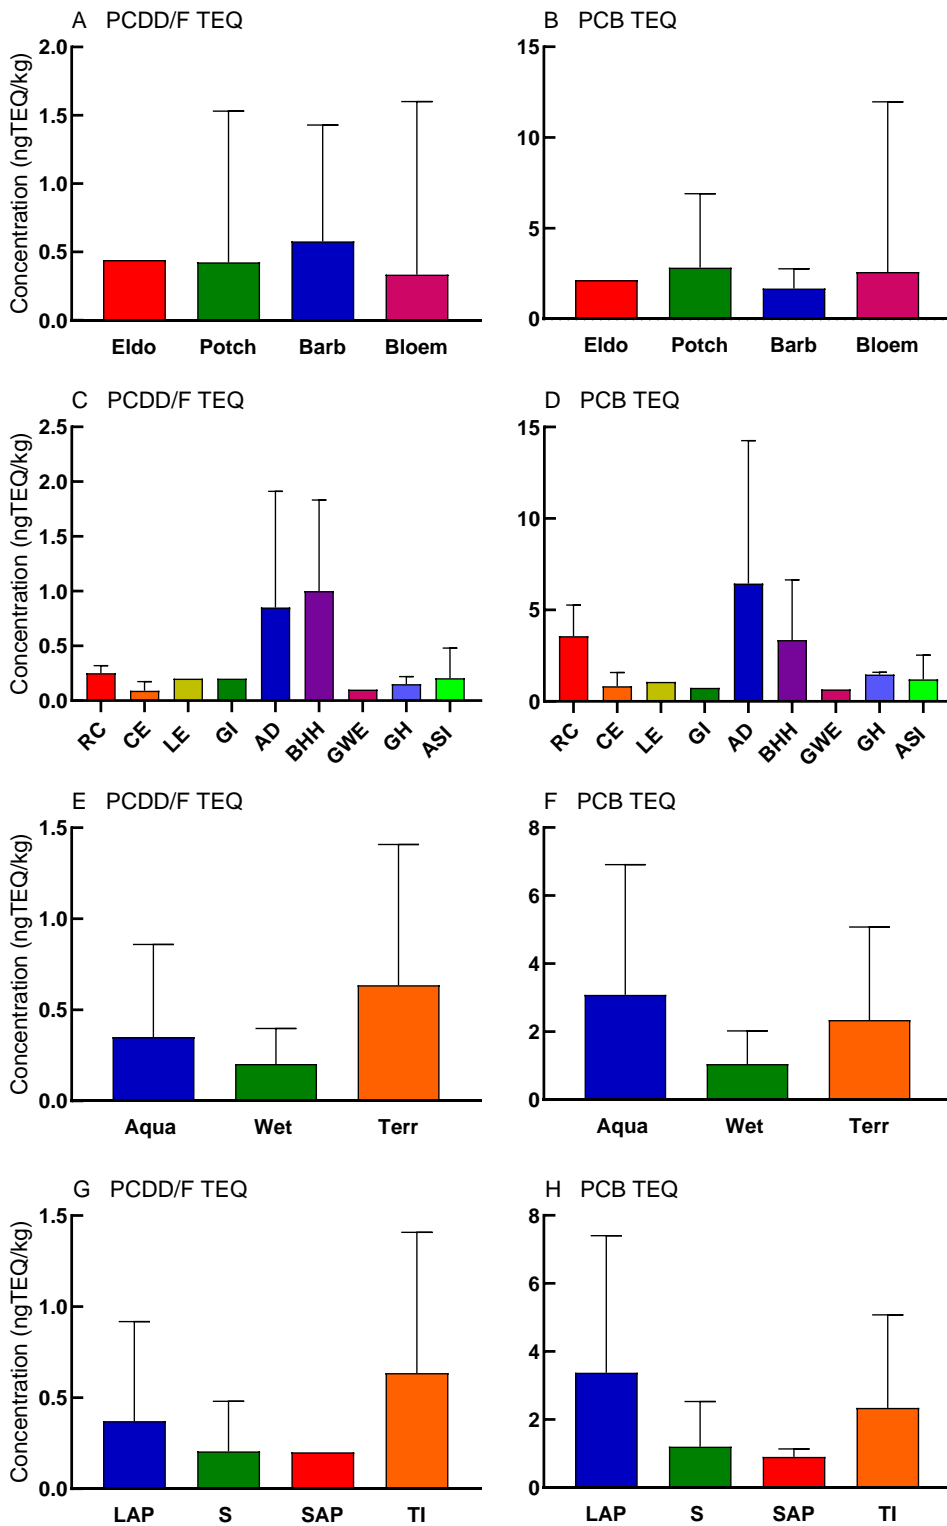 A PCDD/F TEQ
Concentration (ngTEQ/kg)
2.0
1.5
1.0
0.5
0.0
Eldo Potch Barb Bloem
B PCB TEQ
15
10
5
0
Eldo Potch Barb Bloem
C PCDD/F TEQ
Concentration (ngTEQ/kg)
2.5
2.0
1.5
1.0
0.5
0.0
RC CE LE GI AD BHH GWE GH ASI
D PCB TEQ
15
10
5
0
RC CE LE GI AD BHH GWE GH ASI
E PCDD/F TEQ
Concentration (ngTEQ/kg)
1.5
1.0
0.5
0.0
Aqua Wet Terr
F PCB TEQ
8
6
4
2
0
Aqua Wet Terr
G PCDD/F TEQ
Concentration (ngTEQ/kg)
1.5
1.0
0.5
0.0
LAP S SAP TI
H PCB TEQ
8
6
4
2
0
LAP S SAP TI